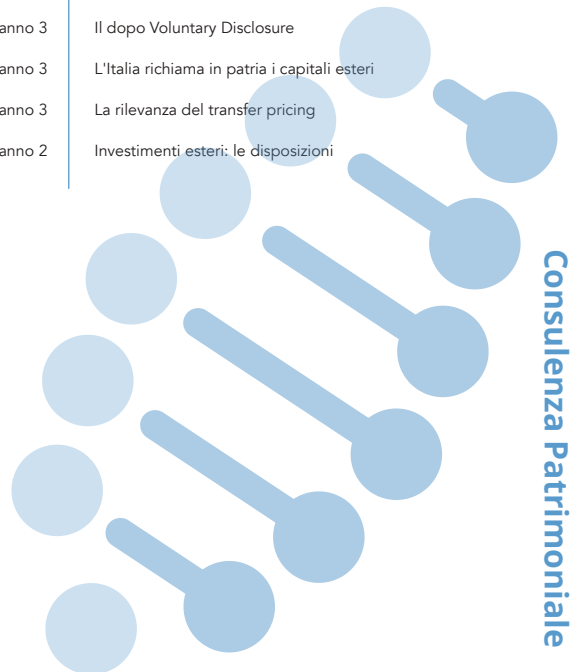 anno 3 Il dopo Voluntary Disclosure
anno 3 L'Italia richiama in patria i capitali esteri
anno 3 La rilevanza del transfer pricing
anno 2 Investimenti esteri: le disposizioni
Consulenza Patrimoniale